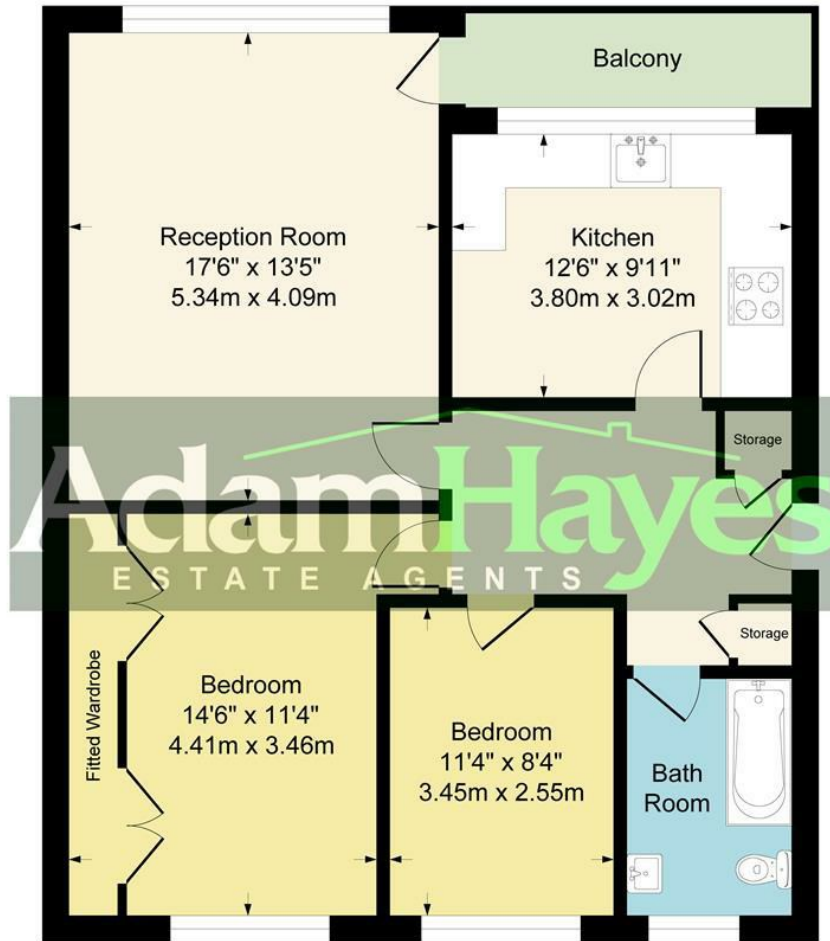 Balcony
Reception Room
17'6" x 13'5"
5.34m x 4.09m
Kitchen
12'6" x 9'11"
3.80m x 3.02m
Storage
AdamHayes
ESTATE AGENTS
Storage
Fitted Wardrobe
Bedroom
14'6" x 11'4"
4.41m x 3.46m
Bedroom
11'4" x 8'4"
3.45m x 2.55m
Bath
Room